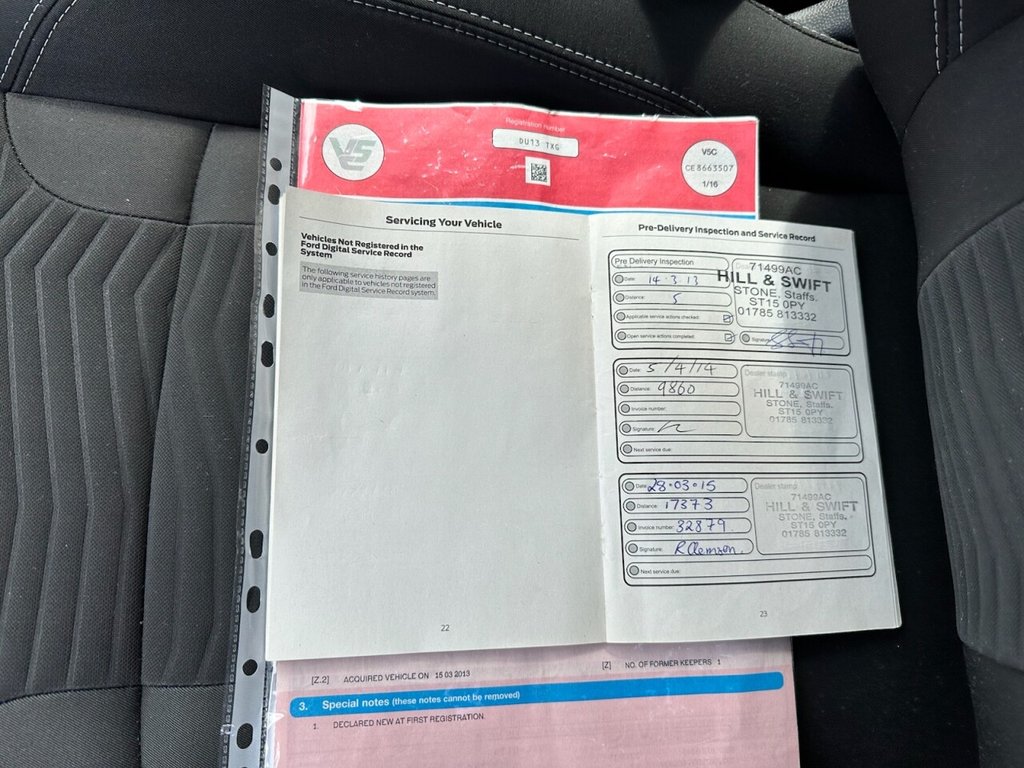 Registration number
DU13 TXG
V5C
CE8663507
1/16
Servicing Your Vehicle
Vehicles Not Registered in the
Ford Digital Service Record
System
The following service history pages are
only applicable to vehicles not registered
in the Ford Digital Service Record system.
22
Pre-Delivery Inspection and Service Record
Pre Delivery Inspection
Date: 14·3·13
Distance: 5
Applicable service actions checked:
Open service actions completed:
71499AC
HILL & SWIFT
STONE, Staffs.
ST15 0PY
01785 813332
Signature:
Date: 5/4/14
Distance: 9860
Invoice number:
Signature:
Next service due:
Dealer stamp
71499AC
HILL & SWIFT
STONE, Staffs.
ST15 0PY
01785 813332
Date: 28·03·15
Distance: 17373
Invoice number: 32879
Signature: R Clemson
Next service due:
Dealer stamp
71499AC
HILL & SWIFT
STONE, Staffs.
ST15 0PY
01785 813332
23
[Z.2] ACQUIRED VEHICLE ON 15 03 2013
[Z] NO. OF FORMER KEEPERS 1
3. Special notes (these notes cannot be removed)
1. DECLARED NEW AT FIRST REGISTRATION.